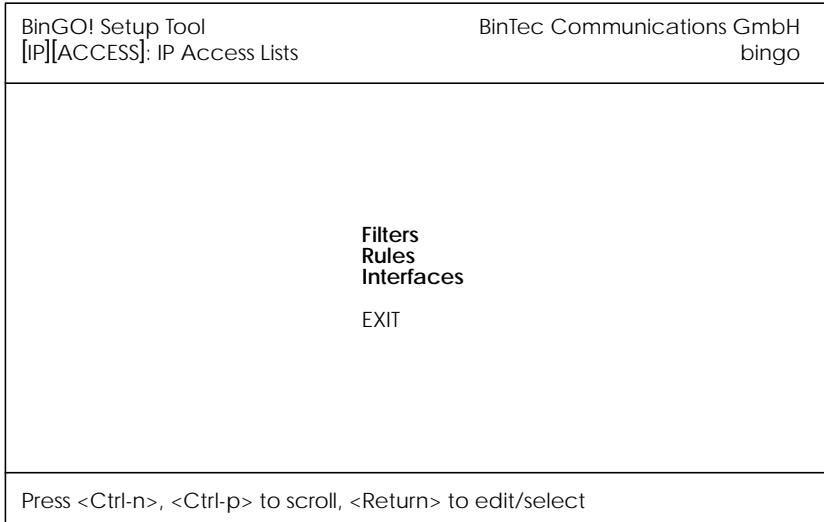 BinGO! Setup Tool BinTec Communications GmbH
[IP][ACCESS]: IP Access Lists bingo
Filters
Rules
Interfaces
EXIT
Press <Ctrl-n>, <Ctrl-p> to scroll, <Return> to edit/select